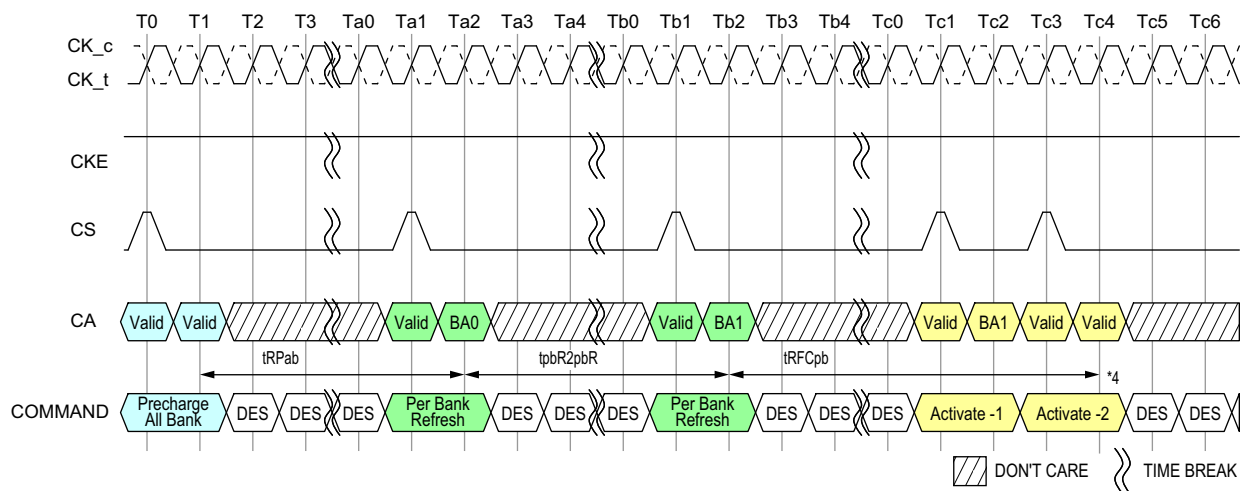 T0 T1 T2 T3 Ta0 Ta1 Ta2 Ta3 Ta4 Tb0 Tb1 Tb2 Tb3 Tb4 Tc0 Tc1 Tc2 Tc3 Tc4 Tc5 Tc6
CK_c
CK_t
CKE
CS
CA Valid Valid Valid BA0 Valid BA1 Valid BA1 Valid Valid
tRPab tpbR2pbR tRFCpb *4
COMMAND Precharge All Bank DES DES DES Per Bank Refresh DES DES DES Per Bank Refresh DES DES DES Activate -1 Activate -2 DES DES
DON'T CARE TIME BREAK